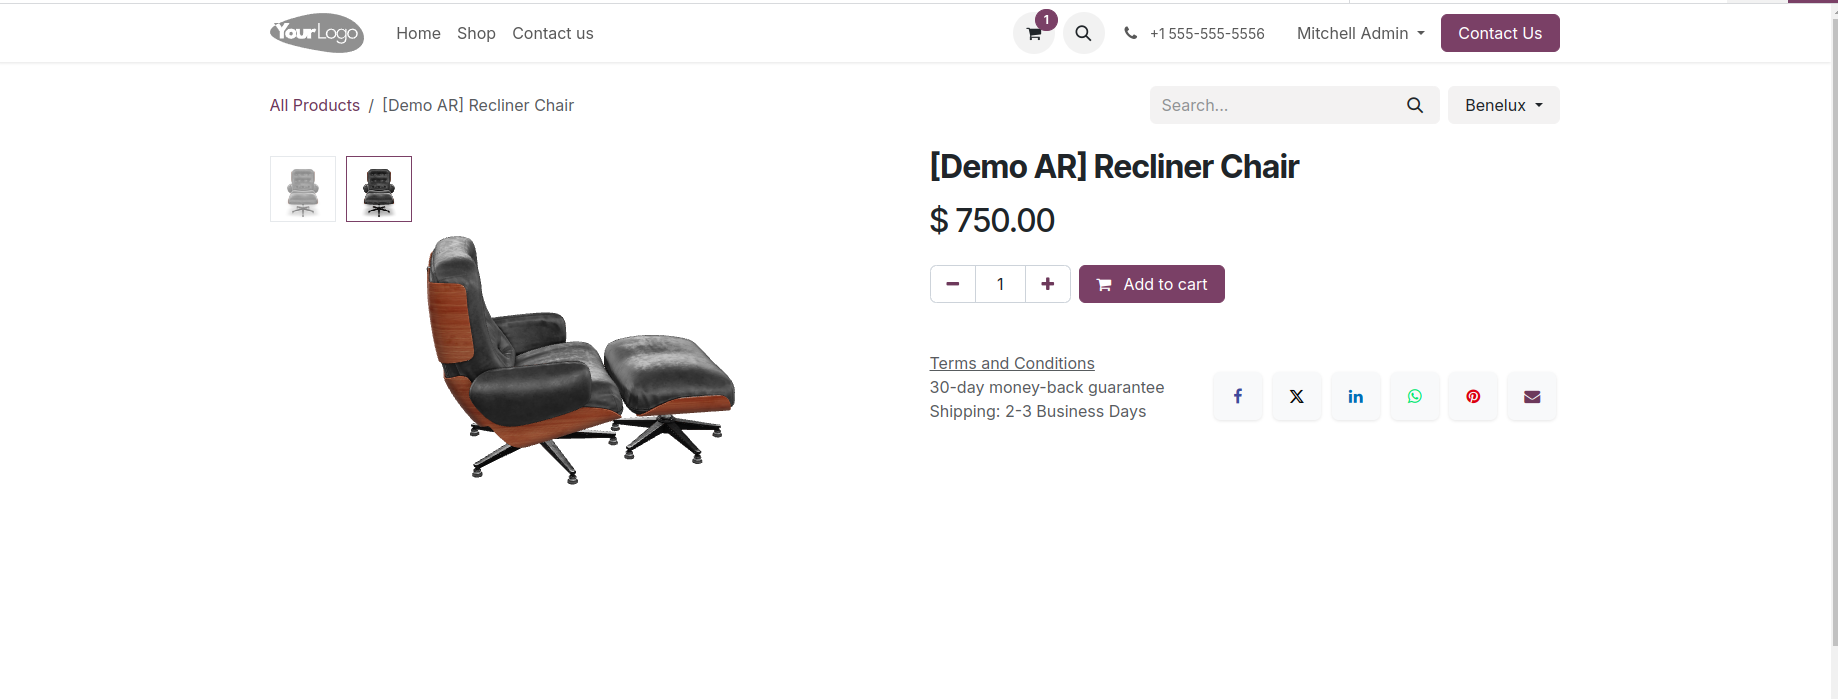 YourLogo
Home Shop Contact us
1
+1 555-555-5556
Mitchell Admin
Contact Us
All Products / [Demo AR] Recliner Chair
Search...
Benelux
[Demo AR] Recliner Chair
$ 750.00
1
Add to cart
Terms and Conditions
30-day money-back guarantee
Shipping: 2-3 Business Days